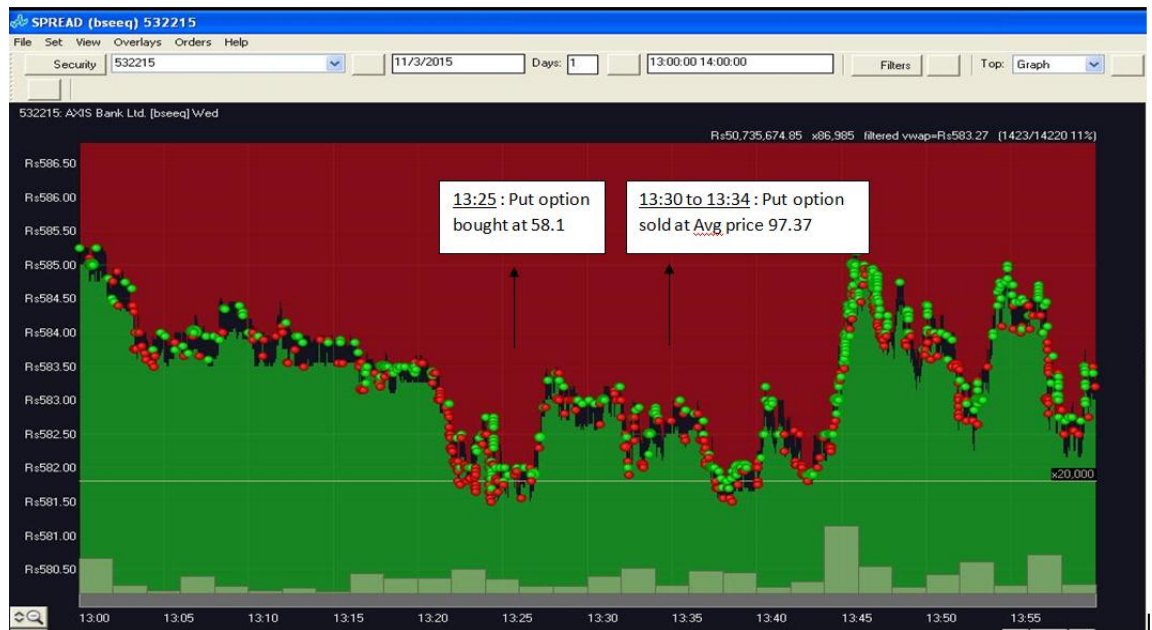 SPREAD (bseeq) 532215
File Set View Overlays Orders Help
Security 532215 11/3/2015 Days: 1 13:00:00 14:00:00 Filters Top: Graph
532215: AXIS Bank Ltd. [bseeq] Wed
Rs50,735,674.85 x86,985 filtered vwap=Rs583.27 (1423/14220 11%)
Rs586.50
Rs586.00
13:25 : Put option
bought at 58.1
13:30 to 13:34 : Put option
sold at Avg price 97.37
Rs585.50
Rs585.00
Rs584.50
Rs584.00
Rs583.50
Rs583.00
Rs582.50
Rs582.00
x20,000
Rs581.50
Rs581.00
Rs580.50
13:00 13:05 13:10 13:15 13:20 13:25 13:30 13:35 13:40 13:45 13:50 13:55